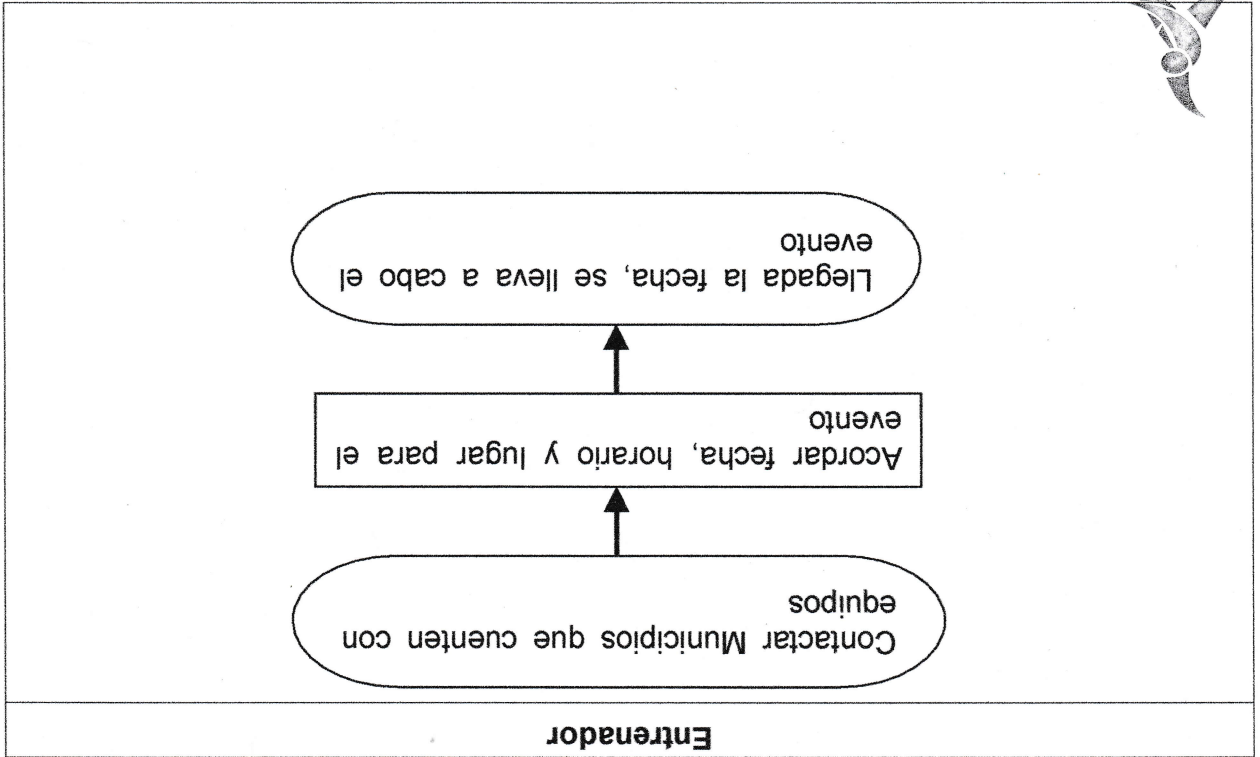 Entrenador
Contactar Municipios que cuenten con
equipos
Acordar fecha, horario y lugar para el
evento
Llegada la fecha, se lleva a cabo el
evento